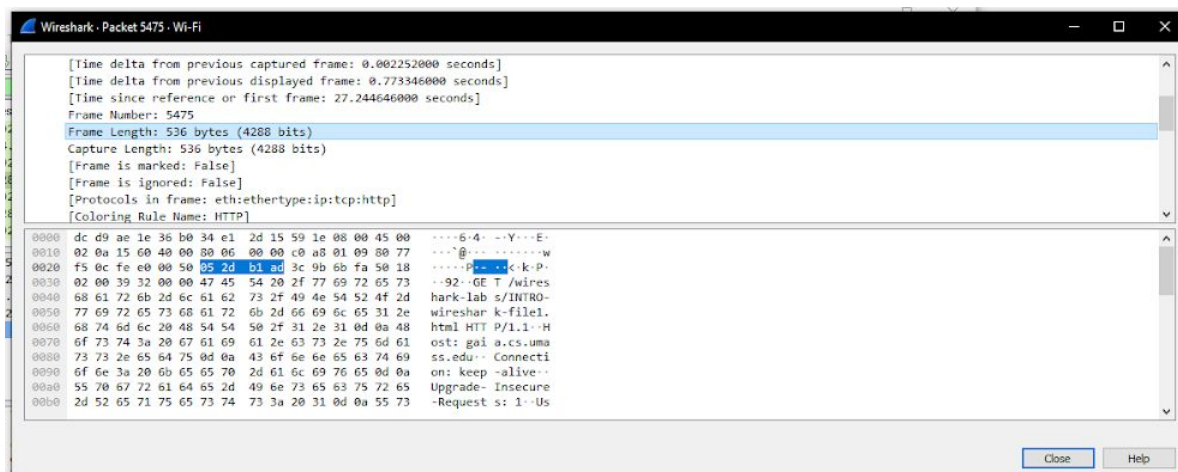 Wireshark · Packet 5475 · Wi-Fi
[Time delta from previous captured frame: 0.002252000 seconds]
[Time delta from previous displayed frame: 0.773346000 seconds]
[Time since reference or first frame: 27.244646000 seconds]
Frame Number: 5475
Frame Length: 536 bytes (4288 bits)
Capture Length: 536 bytes (4288 bits)
[Frame is marked: False]
[Frame is ignored: False]
[Protocols in frame: eth:ethertype:ip:tcp:http]
[Coloring Rule Name: HTTP]
0000 dc d9 ae 1e 36 b0 34 e1 2d 15 59 1e 08 00 45 00 ····6·4· -·Y···E·
0010 02 0a 15 60 40 00 80 06 00 00 c0 a8 01 09 80 77 ···`@··· ·······w
0020 f5 0c fe e0 00 50 05 2d b1 ad 3c 9b 6b fa 50 18 ·····P·- ··<·k·P·
0030 02 00 39 32 00 00 47 45 54 20 2f 77 69 72 65 73 ··92··GE T /wires
0040 68 61 72 6b 2d 6c 61 62 73 2f 49 4e 54 52 4f 2d hark-lab s/INTRO-
0050 77 69 72 65 73 68 61 72 6b 2d 66 69 6c 65 31 2e wireshar k-file1.
0060 68 74 6d 6c 20 48 54 54 50 2f 31 2e 31 0d 0a 48 html HTT P/1.1··H
0070 6f 73 74 3a 20 67 61 69 61 2e 63 73 2e 75 6d 61 ost: gai a.cs.uma
0080 73 73 2e 65 64 75 0d 0a 43 6f 6e 6e 65 63 74 69 ss.edu·· Connecti
0090 6f 6e 3a 20 6b 65 65 70 2d 61 6c 69 76 65 0d 0a on: keep -alive··
00a0 55 70 67 72 61 64 65 2d 49 6e 73 65 63 75 72 65 Upgrade- Insecure
00b0 2d 52 65 71 75 65 73 74 73 3a 20 31 0d 0a 55 73 -Request s: 1··Us
Close Help